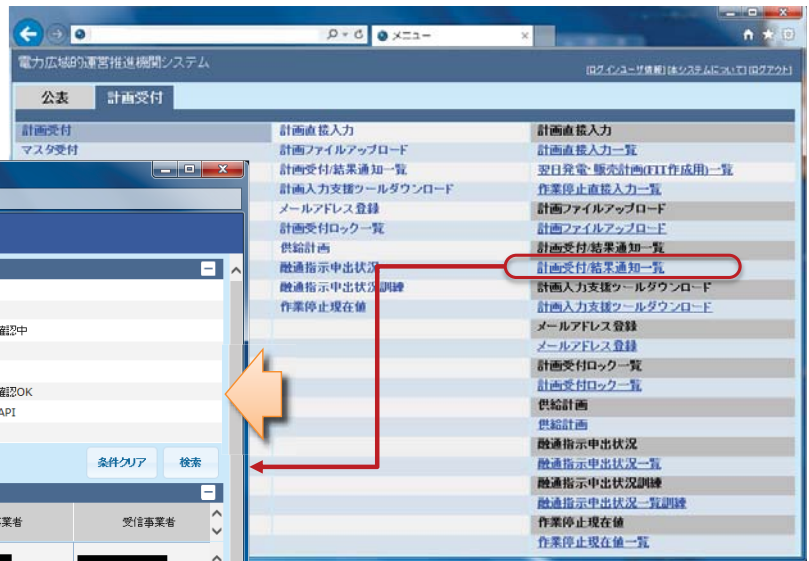 メニュー
電力広域的運営推進機関システム
[ログインユーザ情報][本システムについて][ログアウト]
公表 計画受付
計画受付 計画直接入力 計画直接入力
マスタ受付 計画ファイルアップロード 計画直接入力一覧
計画受付/結果通知一覧 翌日発電・販売計画(FIT作成用)一覧
計画入力支援ツールダウンロード 作業停止直接入力一覧
メールアドレス登録 計画ファイルアップロード
計画受付ロック一覧 計画ファイルアップロード
供給計画 計画受付/結果通知一覧
融通指示申出状況 計画受付/結果通知一覧
融通指示申出状況訓練 計画入力支援ツールダウンロード
作業停止現在値 計画入力支援ツールダウンロード
メールアドレス登録
メールアドレス登録
計画受付ロック一覧
計画受付ロック一覧
供給計画
供給計画
融通指示申出状況
融通指示申出状況一覧
融通指示申出状況訓練
融通指示申出状況一覧訓練
作業停止現在値
作業停止現在値一覧
確認中
確認OK
API
条件クリア 検索
業者 受信事業者